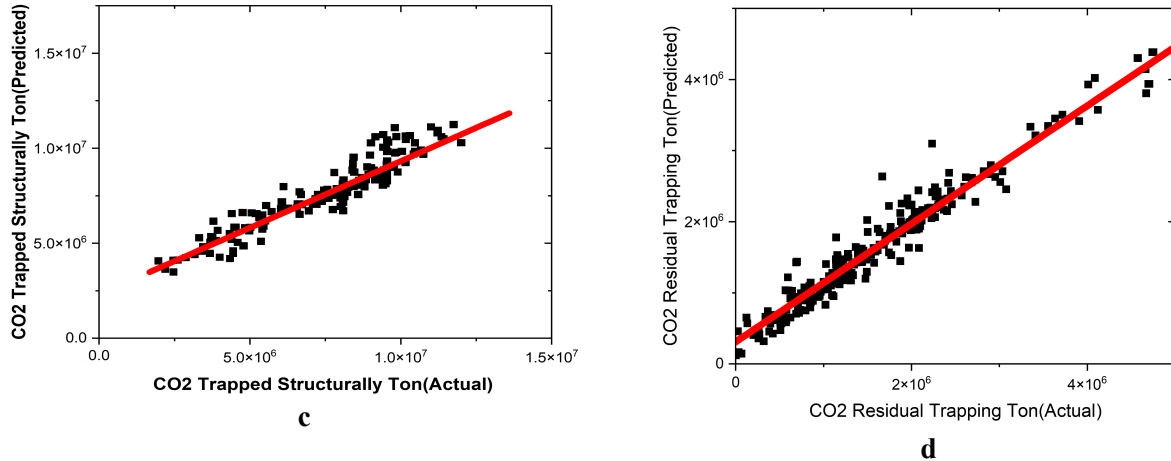 CO2 Trapped Structurally Ton(Predicted)
1.5×10⁷
1.0×10⁷
5.0×10⁶
0.0
0.0
5.0×10⁶
1.0×10⁷
1.5×10⁷
CO2 Trapped Structurally Ton(Actual)
c
CO2 Residual Trapping Ton(Predicted)
4×10⁶
2×10⁶
0
0
2×10⁶
4×10⁶
CO2 Residual Trapping Ton(Actual)
d